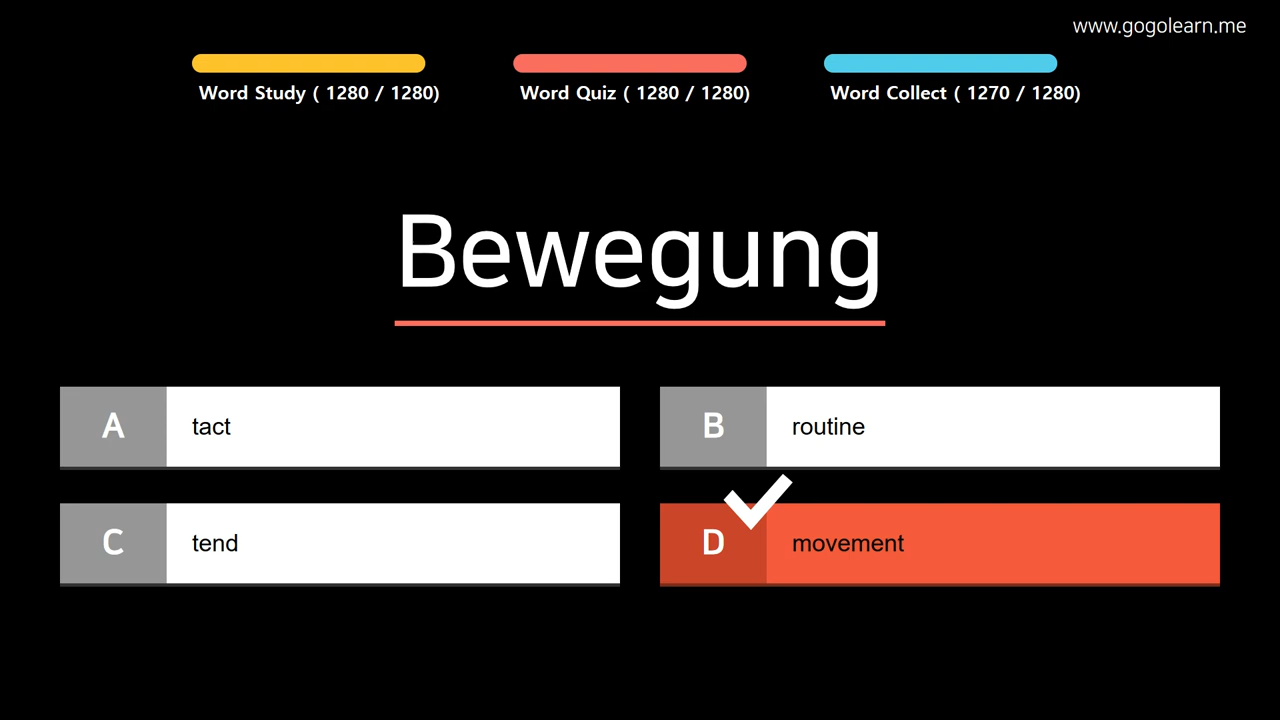 www.gogolearn.me
Word Study ( 1280 / 1280)
Word Quiz ( 1280 / 1280)
Word Collect ( 1270 / 1280)
Bewegung
A tact
B routine
C tend
D movement